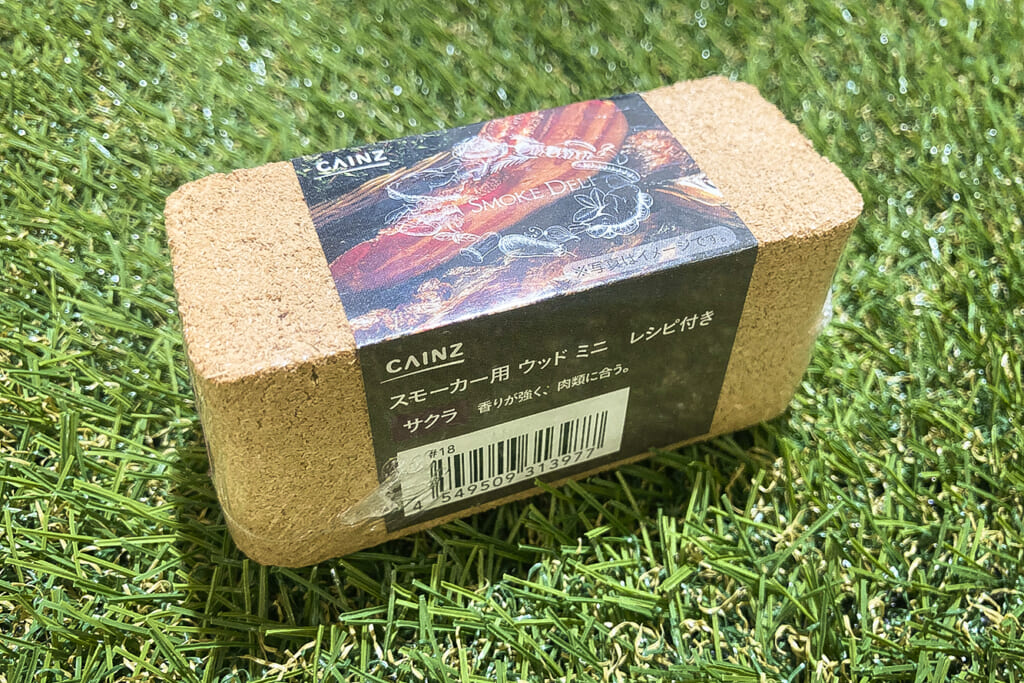 CAINZ
SMOKE DELI
※写真はイメージです。
CAINZ
スモーカー用 ウッド ミニ レシピ付き
サクラ 香りが強く、肉類に合う。
#18
4 549509 313977